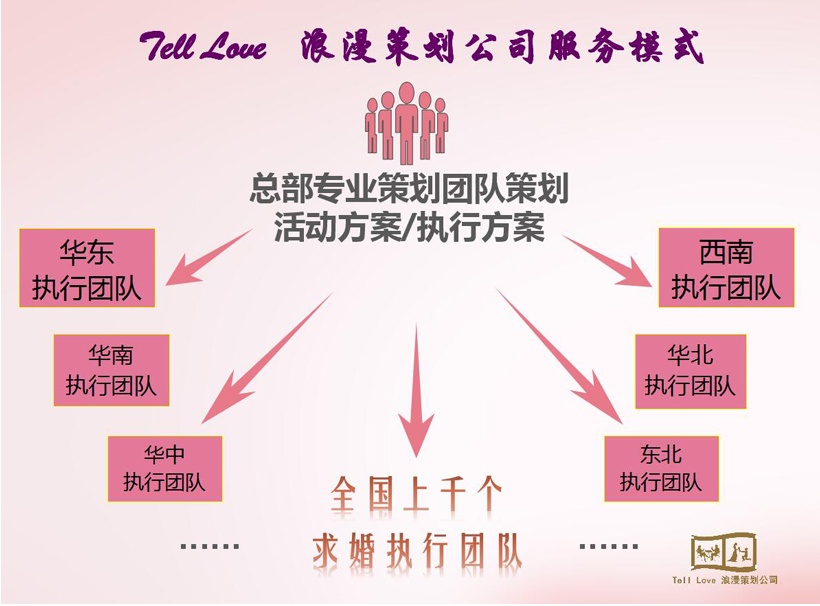 Tell Love 浪漫策划公司服务模式
总部专业策划团队策划
活动方案/执行方案
华东
执行团队
西南
执行团队
华南
执行团队
华北
执行团队
华中
执行团队
东北
执行团队
全国上千个
求婚执行团队
······
······
Tell Love 浪漫策划公司